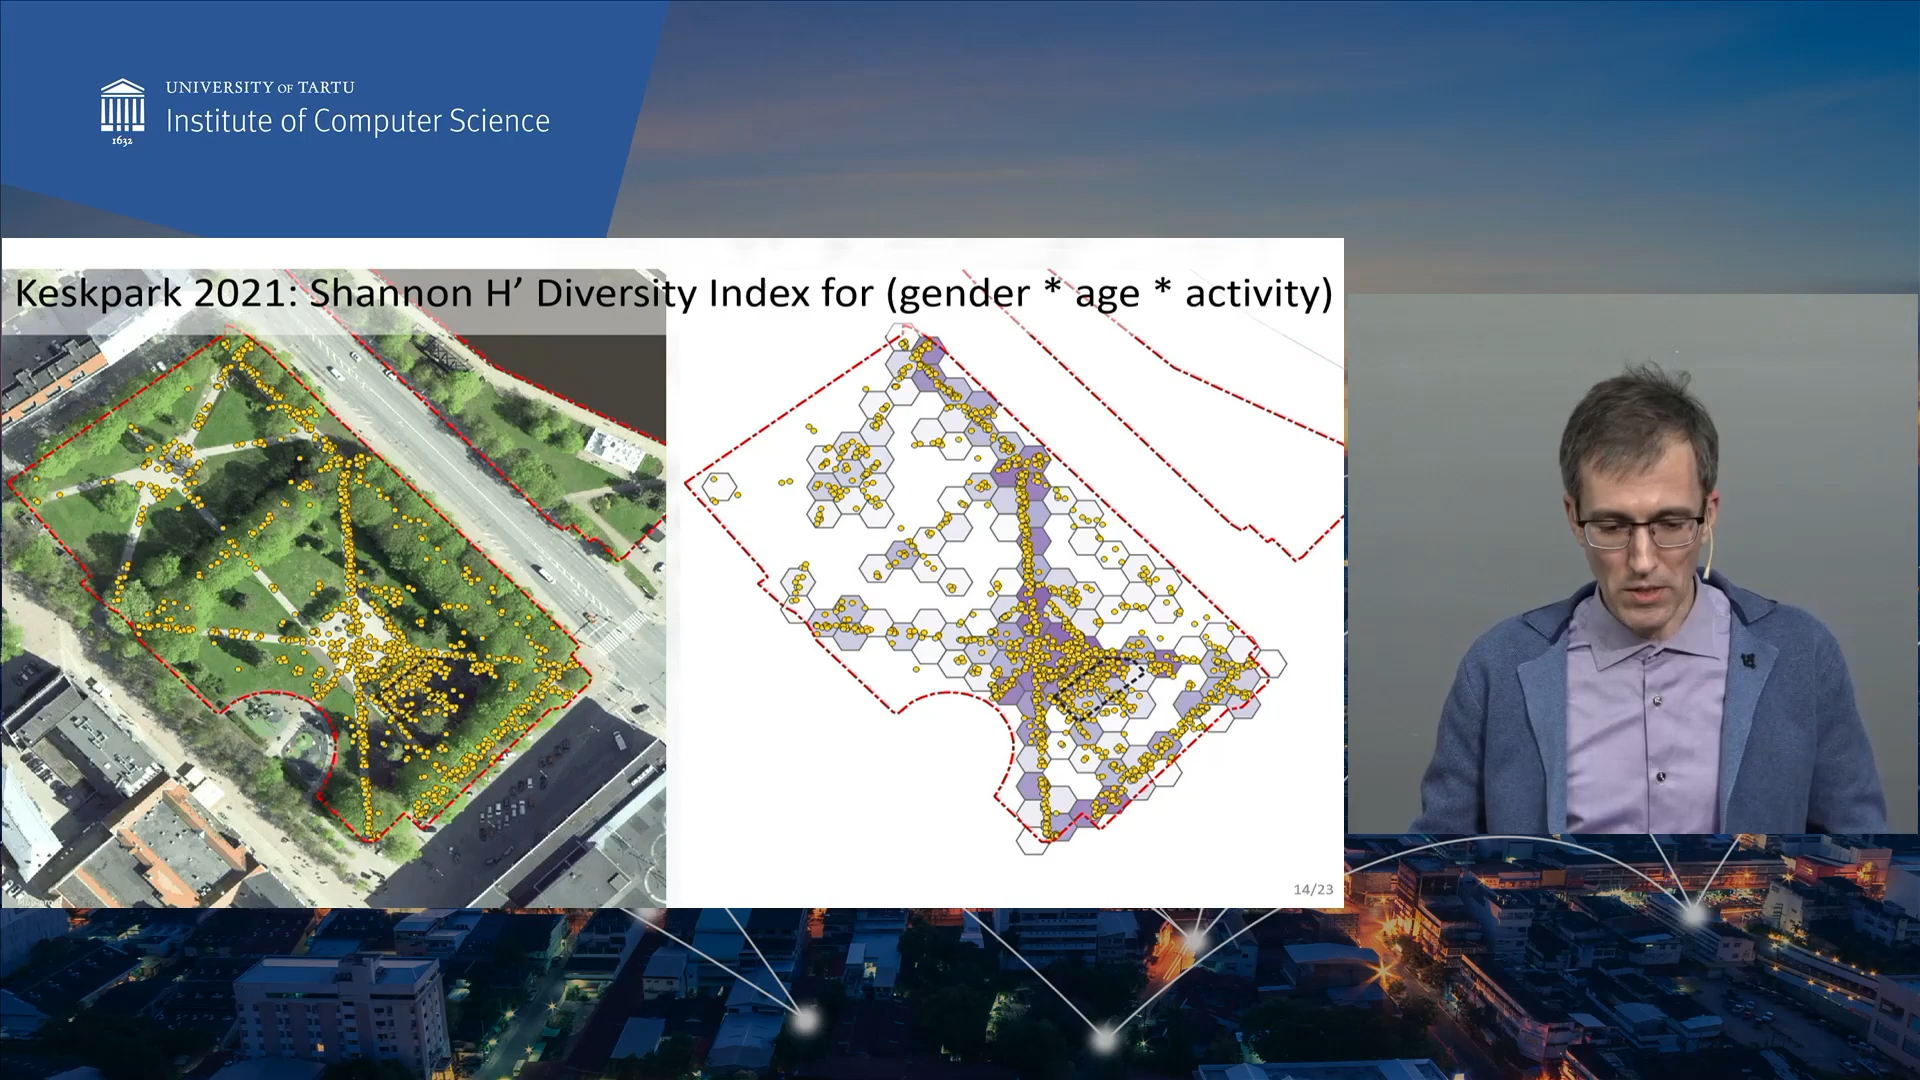 UNIVERSITY OF TARTU
Institute of Computer Science
1632
Keskpark 2021: Shannon H’ Diversity Index for (gender * age * activity)
14/23